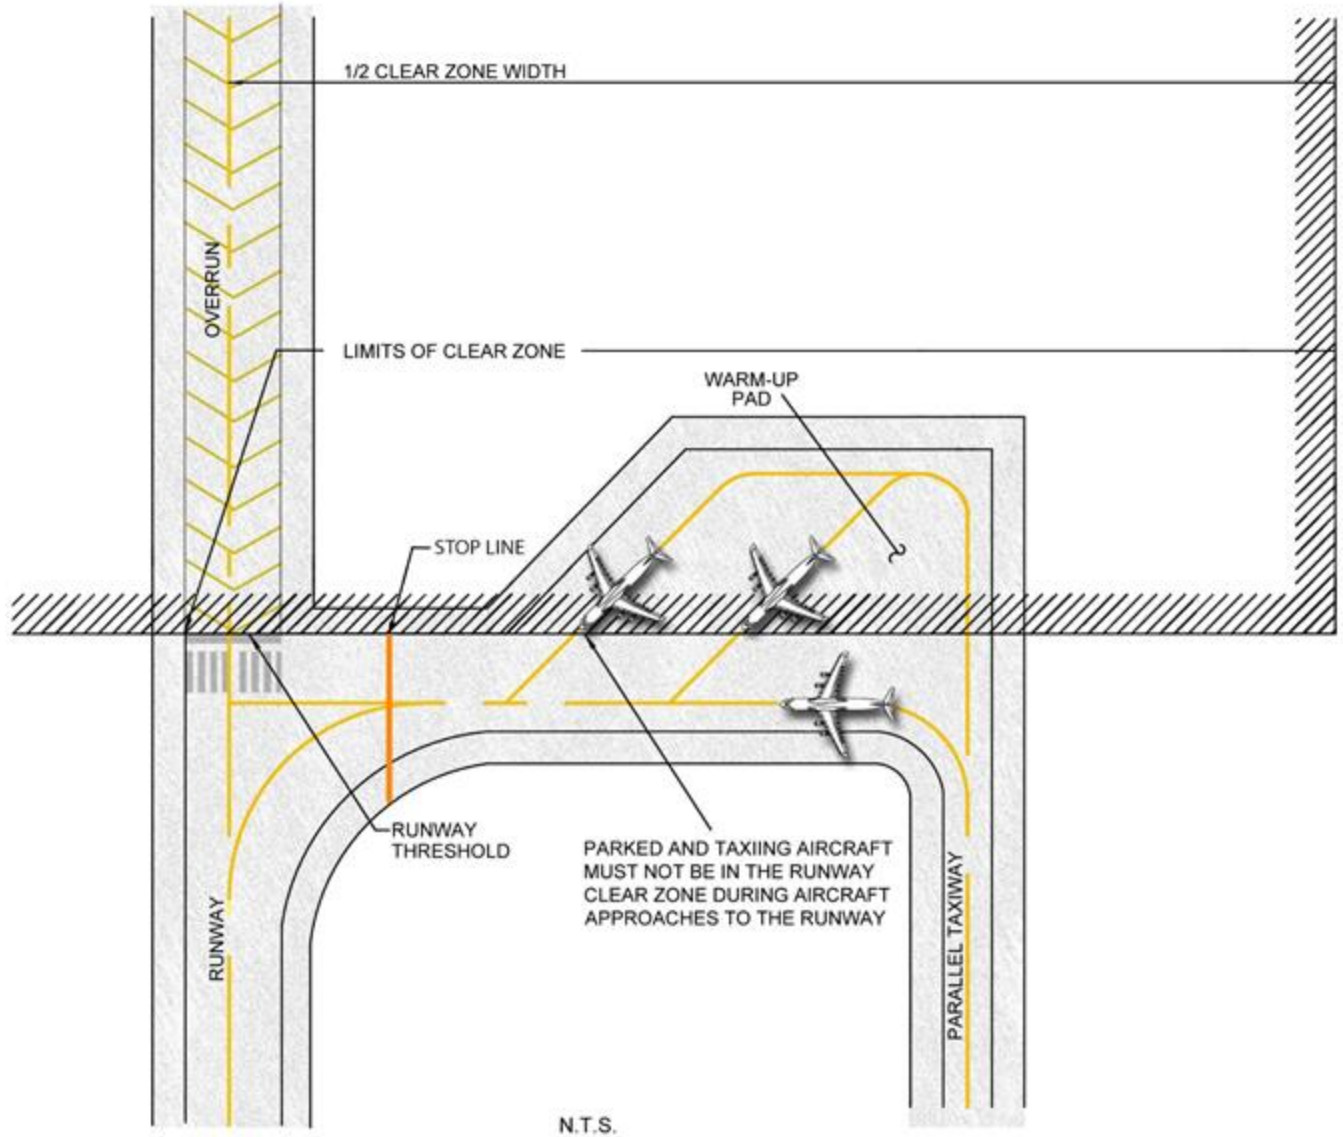 1/2 CLEAR ZONE WIDTH
OVERRUN
LIMITS OF CLEAR ZONE
WARM-UP
PAD
STOP LINE
RUNWAY
THRESHOLD
PARKED AND TAXIING AIRCRAFT
MUST NOT BE IN THE RUNWAY
CLEAR ZONE DURING AIRCRAFT
APPROACHES TO THE RUNWAY
RUNWAY
PARALLEL TAXIWAY
N.T.S.